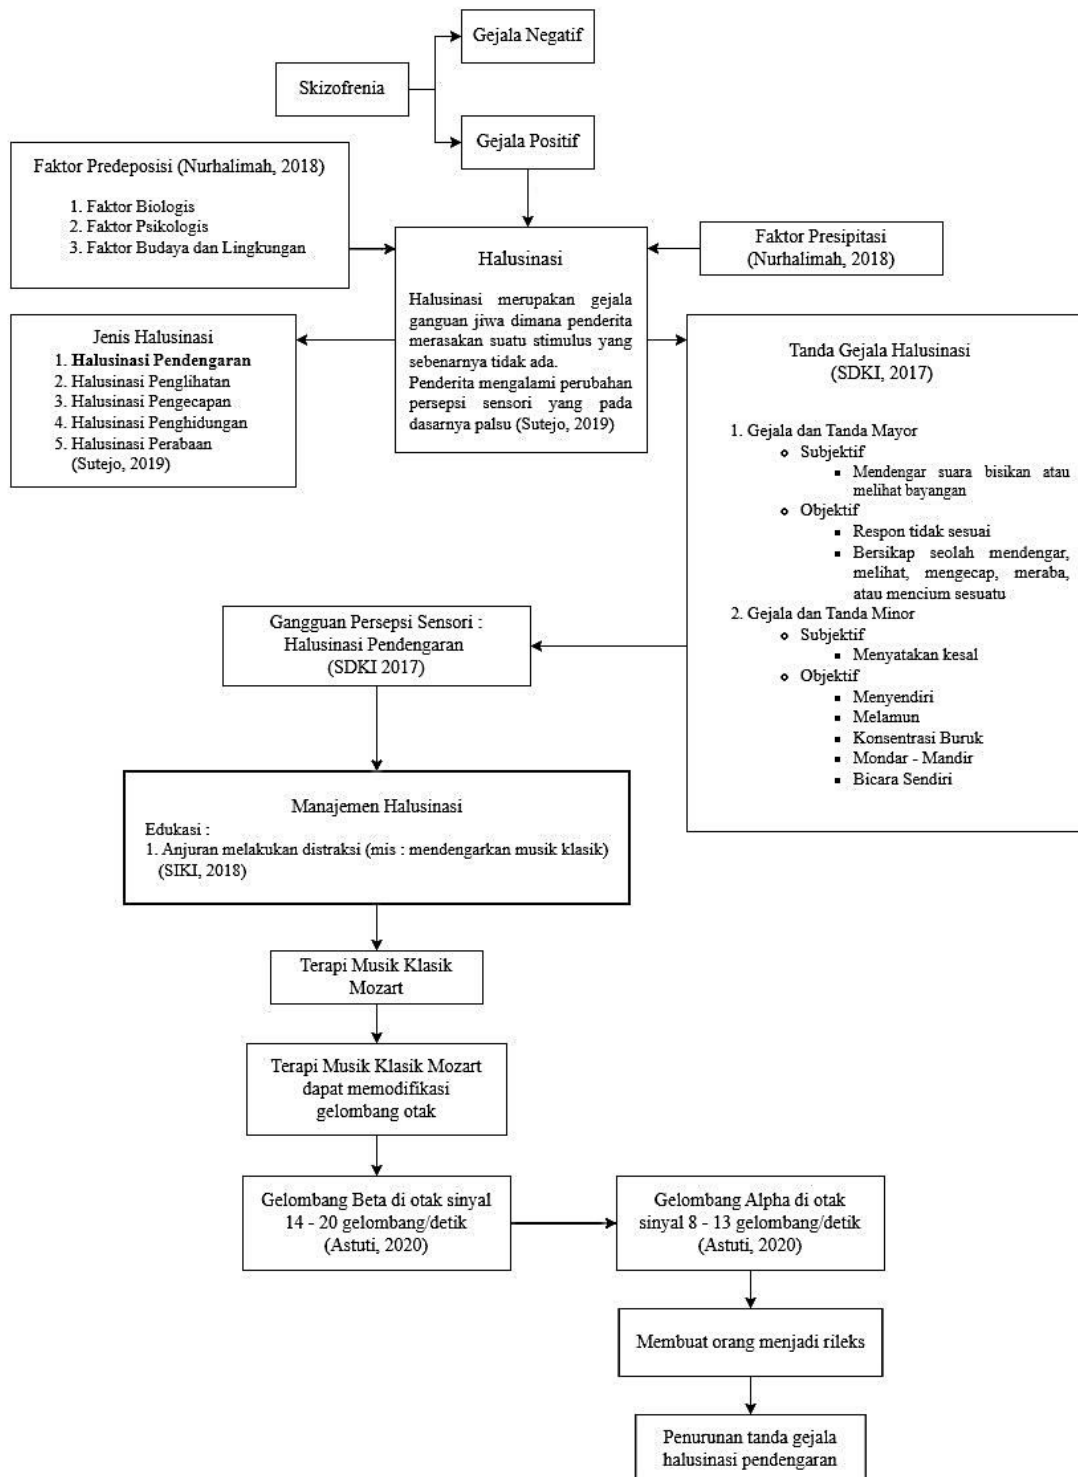 Gejala Negatif
Skizofrenia
Gejala Positif
Faktor Predeposisi (Nurhalimah, 2018)
1. Faktor Biologis
2. Faktor Psikologis
3. Faktor Budaya dan Lingkungan
Halusinasi
Halusinasi merupakan gejala
ganguan jiwa dimana penderita
merasakan suatu stimulus yang
sebenarnya tidak ada.
Penderita mengalami perubahan
persepsi sensori yang pada
dasarnya palsu (Sutejo, 2019)
Faktor Presipitasi
(Nurhalimah, 2018)
Jenis Halusinasi
1. Halusinasi Pendengaran
2. Halusinasi Penglihatan
3. Halusinasi Pengecapan
4. Halusinasi Penghidungan
5. Halusinasi Perabaan
(Sutejo, 2019)
Tanda Gejala Halusinasi
(SDKI, 2017)
1. Gejala dan Tanda Mayor
Subjektif
Mendengar suara bisikan atau
melihat bayangan
Objektif
Respon tidak sesuai
Bersikap seolah mendengar,
melihat, mengecap, meraba,
atau mencium sesuatu
2. Gejala dan Tanda Minor
Subjektif
Menyatakan kesal
Objektif
Menyendiri
Melamun
Konsentrasi Buruk
Mondar - Mandir
Bicara Sendiri
Gangguan Persepsi Sensori :
Halusinasi Pendengaran
(SDKI 2017)
Manajemen Halusinasi
Edukasi :
1. Anjuran melakukan distraksi (mis : mendengarkan musik klasik)
(SIKI, 2018)
Terapi Musik Klasik
Mozart
Terapi Musik Klasik Mozart
dapat memodifikasi
gelombang otak
Gelombang Beta di otak sinyal
14 - 20 gelombang/detik
(Astuti, 2020)
Gelombang Alpha di otak
sinyal 8 - 13 gelombang/detik
(Astuti, 2020)
Membuat orang menjadi rileks
Penurunan tanda gejala
halusinasi pendengaran